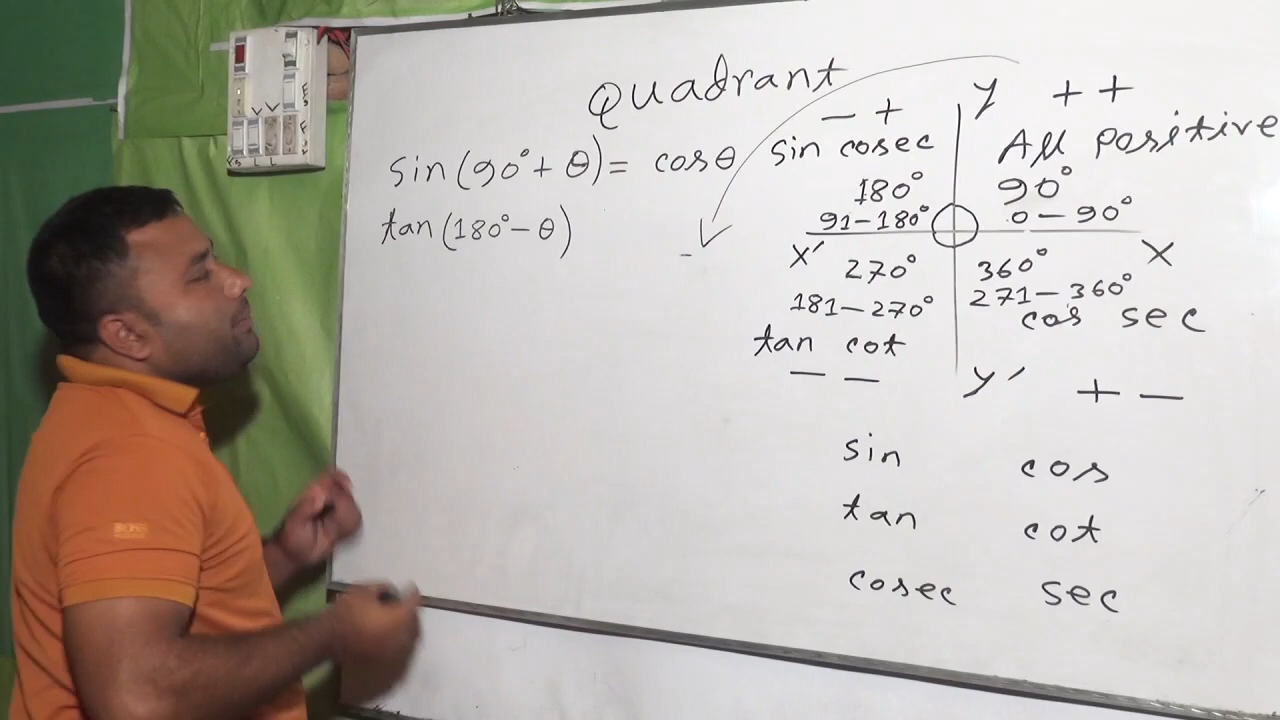 Quadrant
sin(90°+ θ)= cosθ
tan(180°- θ)
-
- +
sin cosec
180°
91-180°
y ++
All positive
90°
0-90°
X'
270°
181-270°
tan cot
- -
X
360°
271-360°
cos sec
y' + -
sin cos
tan cot
cosec sec